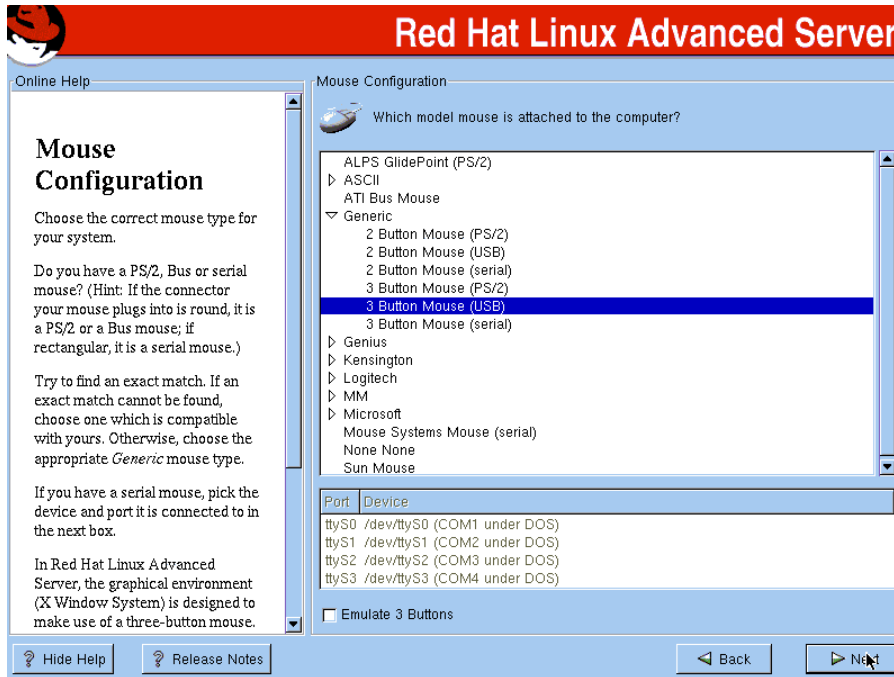 Red Hat Linux Advanced Server
Online Help
Mouse
Configuration
Choose the correct mouse type for
your system.
Do you have a PS/2, Bus or serial
mouse? (Hint: If the connector
your mouse plugs into is round, it is
a PS/2 or a Bus mouse; if
rectangular, it is a serial mouse.)
Try to find an exact match. If an
exact match cannot be found,
choose one which is compatible
with yours. Otherwise, choose the
appropriate Generic mouse type.
If you have a serial mouse, pick the
device and port it is connected to in
the next box.
In Red Hat Linux Advanced
Server, the graphical environment
(X Window System) is designed to
make use of a three-button mouse.
Mouse Configuration
Which model mouse is attached to the computer?
ALPS GlidePoint (PS/2)
ASCII
ATI Bus Mouse
Generic
2 Button Mouse (PS/2)
2 Button Mouse (USB)
2 Button Mouse (serial)
3 Button Mouse (PS/2)
3 Button Mouse (USB)
3 Button Mouse (serial)
Genius
Kensington
Logitech
MM
Microsoft
Mouse Systems Mouse (serial)
None None
Sun Mouse
Port Device
ttyS0 /dev/ttyS0 (COM1 under DOS)
ttyS1 /dev/ttyS1 (COM2 under DOS)
ttyS2 /dev/ttyS2 (COM3 under DOS)
ttyS3 /dev/ttyS3 (COM4 under DOS)
Emulate 3 Buttons
? Hide Help ? Release Notes Back Next